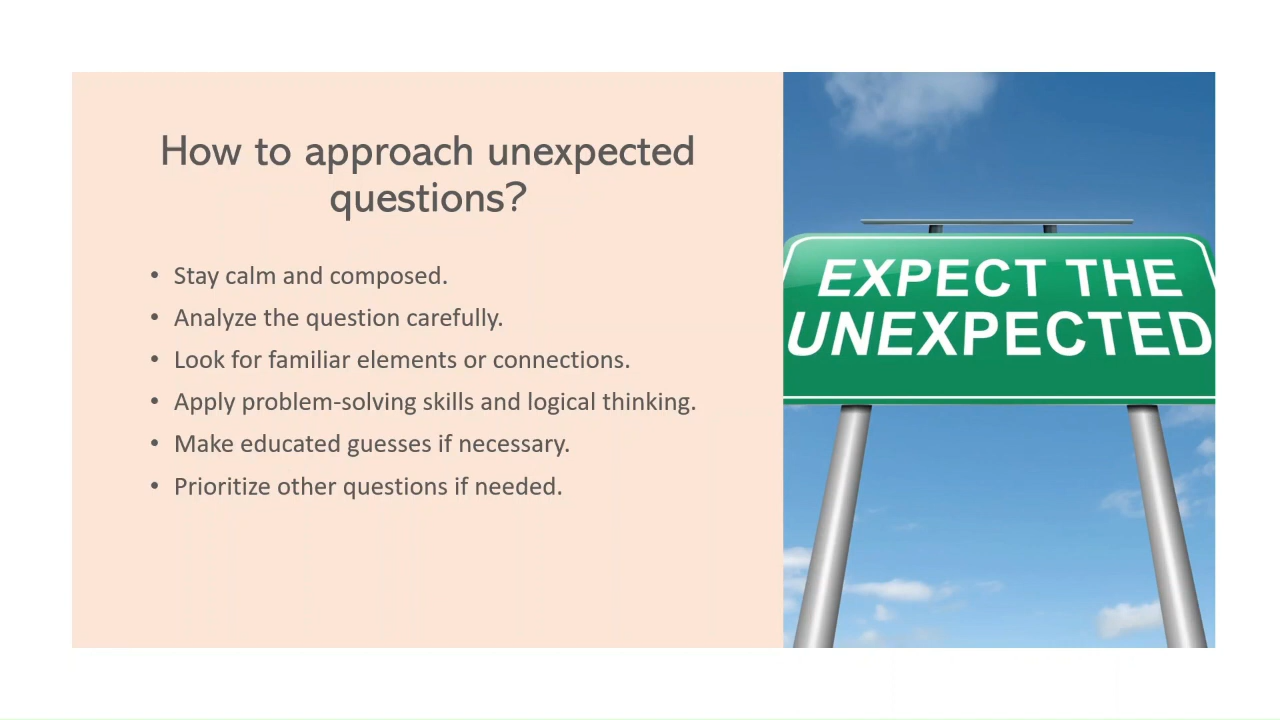 How to approach unexpected
questions?
• Stay calm and composed.
• Analyze the question carefully.
• Look for familiar elements or connections.
• Apply problem-solving skills and logical thinking.
• Make educated guesses if necessary.
• Prioritize other questions if needed.
EXPECT THE
UNEXPECTED